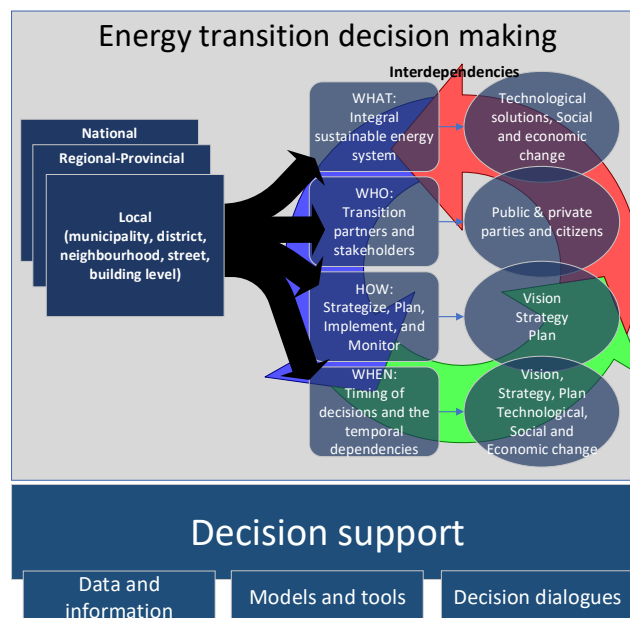 Energy transition decision making
Interdependencies
National
Regional-Provincial
Local
(municipality, district,
neighbourhood, street,
building level)
WHAT:
Integral
sustainable energy
system
Technological
solutions, Social
and economic
change
WHO:
Transition
partners and
stakeholders
Public & private
parties and citizens
HOW:
Strategize, Plan,
Implement, and
Monitor
Vision
Strategy
Plan
WHEN:
Timing of
decisions and the
temporal
dependencies
Vision,
Strategy, Plan
Technological,
Social and
Economic change
Decision support
Data and
information
Models and tools
Decision dialogues